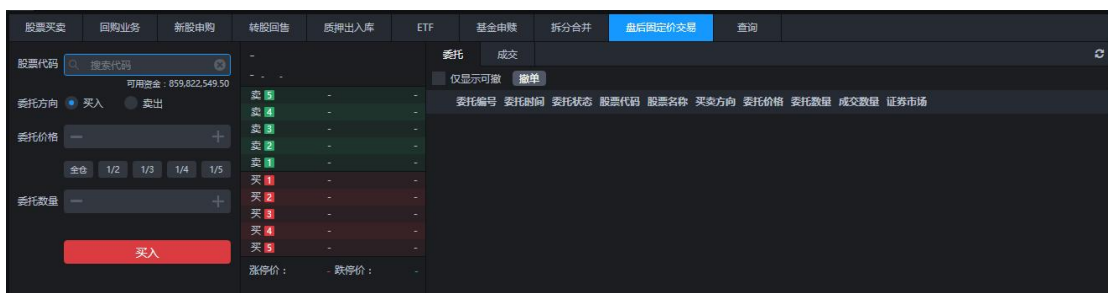 股票买卖 回购业务 新股申购 转股回售 质押出入库 ETF 基金申赎 拆分合并 盘后固定价交易 查询
股票代码 搜索代码
可用资金：859,822,549.50
委托方向 买入 卖出
委托价格 − +
全仓 1/2 1/3 1/4 1/5
委托数量 − +
买入
-
- - -
卖 5 - -
卖 4 - -
卖 3 - -
卖 2 - -
卖 1 - -
买 1 - -
买 2 - -
买 3 - -
买 4 - -
买 5 - -
涨停价： - 跌停价： -
委托 成交
仅显示可撤 撤单
委托编号 委托时间 委托状态 股票代码 股票名称 买卖方向 委托价格 委托数量 成交数量 证券市场